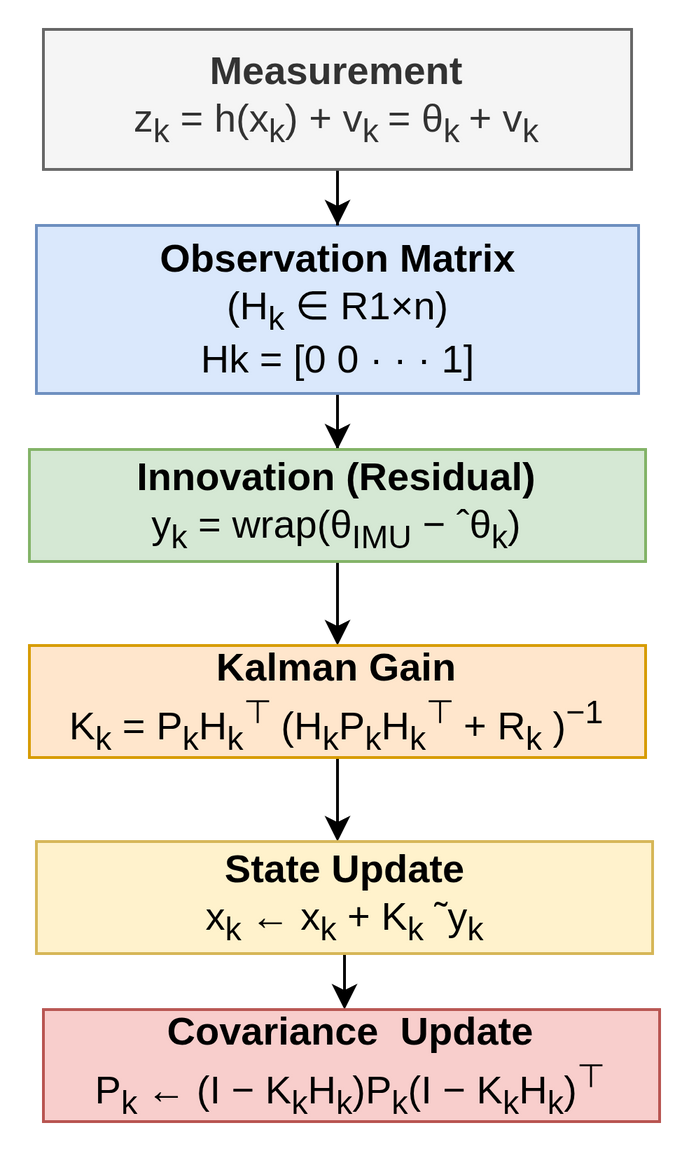 Measurement
zₖ = h(xₖ) + vₖ = θₖ + vₖ
Observation Matrix
(Hₖ ∈ R1×n)
Hk = [0 0 · · · 1]
Innovation (Residual)
yₖ = wrap(θ_IMU − ˆθₖ)
Kalman Gain
Kₖ = PₖHₖ^⊤ (HₖPₖHₖ^⊤ + Rₖ )⁻¹
State Update
xₖ ← xₖ + Kₖ ˜yₖ
Covariance  Update
Pₖ ← (I − KₖHₖ)Pₖ(I − KₖHₖ)^⊤